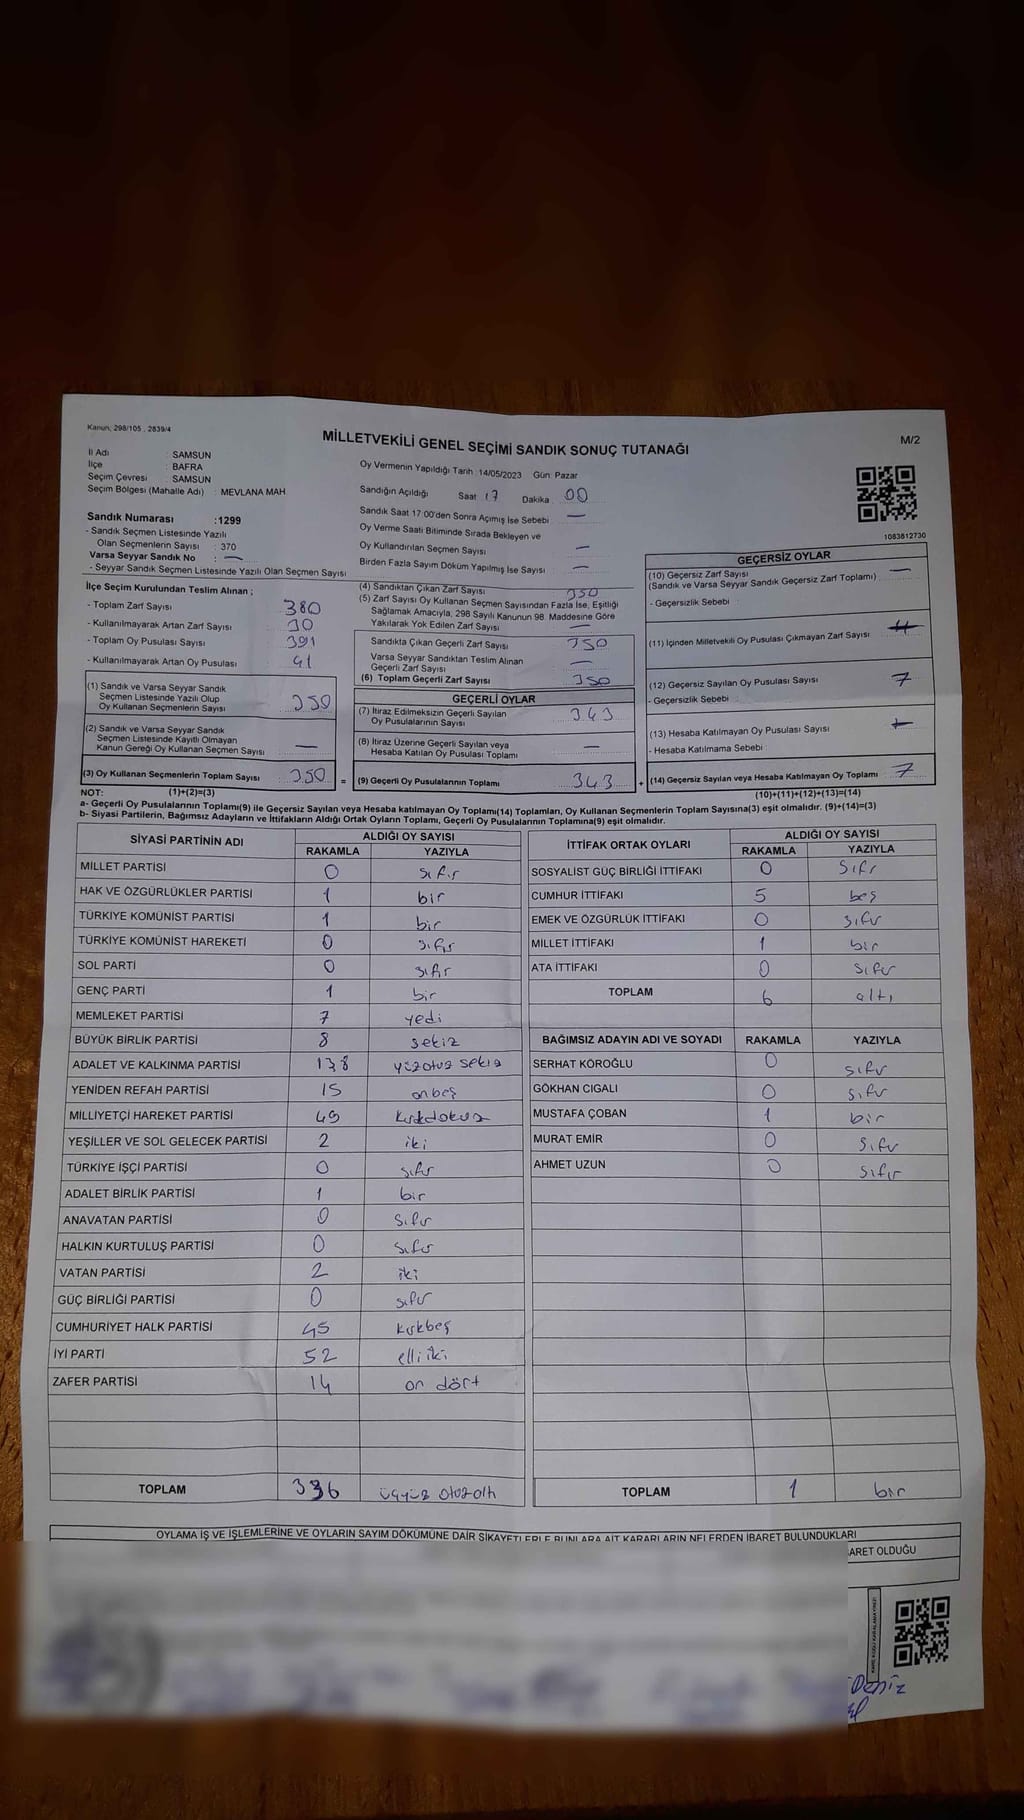 Kanun; 298/105 , 2839/4
MİLLETVEKİLİ GENEL SEÇİMİ SANDIK SONUÇ TUTANAĞI
M/2
İl Adı : SAMSUN
İlçe : BAFRA
Seçim Çevresi : SAMSUN
Seçim Bölgesi (Mahalle Adı) : MEVLANA MAH
Sandık Numarası :1299
- Sandık Seçmen Listesinde Yazılı
Olan Seçmenlerin Sayısı : 370
Varsa Seyyar Sandık No : —
- Seyyar Sandık Seçmen Listesinde Yazılı Olan Seçmen Sayısı
Oy Vermenin Yapıldığı Tarih :14/05/2023 Gün: Pazar
Sandığın Açıldığı Saat 17 Dakika 00
Sandık Saat 17:00'den Sonra Açılmış İse Sebebi —
Oy Verme Saati Bitiminde Sırada Bekleyen ve
Oy Kullandırılan Seçmen Sayısı —
Birden Fazla Sayım Döküm Yapılmış İse Sayısı —
1083812730
İlçe Seçim Kurulundan Teslim Alınan ;
- Toplam Zarf Sayısı 380
- Kullanılmayarak Artan Zarf Sayısı 30
- Toplam Oy Pusulası Sayısı 391
- Kullanılmayarak Artan Oy Pusulası 41
(1) Sandık ve Varsa Seyyar Sandık
Seçmen Listesinde Yazılı Olup
Oy Kullanan Seçmenlerin Sayısı 350
(2) Sandık ve Varsa Seyyar Sandık
Seçmen Listesinde Kayıtlı Olmayan
Kanun Gereği Oy Kullanan Seçmen Sayısı —
(3) Oy Kullanan Seçmenlerin Toplam Sayısı 350 =
(4) Sandıktan Çıkan Zarf Sayısı 350
(5) Zarf Sayısı Oy Kullanan Seçmen Sayısından Fazla İse, Eşitliği
Sağlamak Amacıyla, 298 Sayılı Kanunun 98. Maddesine Göre
Yakılarak Yok Edilen Zarf Sayısı —
Sandıkta Çıkan Geçerli Zarf Sayısı 350
Varsa Seyyar Sandıktan Teslim Alınan
Geçerli Zarf Sayısı —
(6) Toplam Geçerli Zarf Sayısı 350
GEÇERLİ OYLAR
(7) İtiraz Edilmeksizin Geçerli Sayılan
Oy Pusulalarının Sayısı 343
(8) İtiraz Üzerine Geçerli Sayılan veya
Hesaba Katılan Oy Pusulası Toplamı —
(9) Geçerli Oy Pusulalarının Toplamı 343 +
GEÇERSİZ OYLAR
(10) Geçersiz Zarf Sayısı —
(Sandık ve Varsa Seyyar Sandık Geçersiz Zarf Toplamı)
- Geçersizlik Sebebi :
(11) İçinden Milletvekili Oy Pusulası Çıkmayan Zarf Sayısı
(12) Geçersiz Sayılan Oy Pusulası Sayısı 7
- Geçersizlik Sebebi :
(13) Hesaba Katılmayan Oy Pusulası Sayısı
- Hesaba Katılmama Sebebi :
(14) Geçersiz Sayılan veya Hesaba Katılmayan Oy Toplamı 7
NOT: (1)+(2)=(3)
(10)+(11)+(12)+(13)=(14)
a- Geçerli Oy Pusulalarının Toplamı(9) ile Geçersiz Sayılan veya Hesaba katılmayan Oy Toplamı(14) Toplamları, Oy Kullanan Seçmenlerin Toplam Sayısına(3) eşit olmalıdır. (9)+(14)=(3)
b- Siyasi Partilerin, Bağımsız Adayların ve İttifakların Aldığı Ortak Oyların Toplamı, Geçerli Oy Pusulalarının Toplamına(9) eşit olmalıdır.
SİYASİ PARTİNİN ADI ALDIĞI OY SAYISI
RAKAMLA YAZIYLA
MİLLET PARTİSİ 0 sıfır
HAK VE ÖZGÜRLÜKLER PARTİSİ 1 bir
TÜRKİYE KOMÜNİST PARTİSİ 1 bir
TÜRKİYE KOMÜNİST HAREKETİ 0 sıfır
SOL PARTİ 0 sıfır
GENÇ PARTİ 1 bir
MEMLEKET PARTİSİ 7 yedi
BÜYÜK BİRLİK PARTİSİ 8 sekiz
ADALET VE KALKINMA PARTİSİ 138 yüzotuz sekiz
YENİDEN REFAH PARTİSİ 15 onbeş
MİLLİYETÇİ HAREKET PARTİSİ 49 kırkdokuz
YEŞİLLER VE SOL GELECEK PARTİSİ 2 iki
TÜRKİYE İŞÇİ PARTİSİ 0 sıfır
ADALET BİRLİK PARTİSİ 1 bir
ANAVATAN PARTİSİ 0 sıfır
HALKIN KURTULUŞ PARTİSİ 0 sıfır
VATAN PARTİSİ 2 iki
GÜÇ BİRLİĞİ PARTİSİ 0 sıfır
CUMHURİYET HALK PARTİSİ 45 kırkbeş
İYİ PARTİ 52 elliiki
ZAFER PARTİSİ 14 on dört
TOPLAM 336 üçyüz otuzaltı
İTTİFAK ORTAK OYLARI ALDIĞI OY SAYISI
RAKAMLA YAZIYLA
SOSYALİST GÜÇ BİRLİĞİ İTTİFAKI 0 sıfır
CUMHUR İTTİFAKI 5 beş
EMEK VE ÖZGÜRLÜK İTTİFAKI 0 sıfır
MİLLET İTTİFAKI 1 bir
ATA İTTİFAKI 0 sıfır
TOPLAM 6 altı
BAĞIMSIZ ADAYIN ADI VE SOYADI RAKAMLA YAZIYLA
SERHAT KÖROĞLU 0 sıfır
GÖKHAN CIGALI 0 sıfır
MUSTAFA ÇOBAN 1 bir
MURAT EMİR 0 sıfır
AHMET UZUN 0 sıfır
TOPLAM 1 bir
OYLAMA İŞ VE İŞLEMLERİNE VE OYLARIN SAYIM DÖKÜMÜNE DAİR ŞİKAYETLERLE BUNLARA AİT KARARLARIN NELERDEN İBARET BULUNDUKLARI
ARET OLDUĞU
Deniz